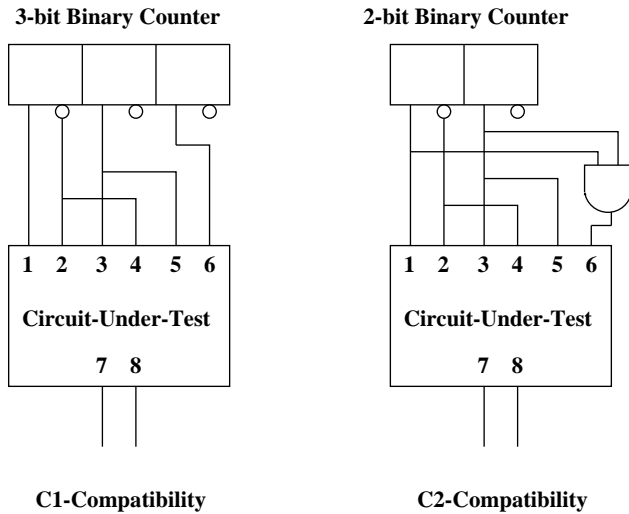 3-bit Binary Counter
2-bit Binary Counter
1 2 3 4 5 6
Circuit-Under-Test
7 8
1 2 3 4 5 6
Circuit-Under-Test
7 8
C1-Compatibility
C2-Compatibility